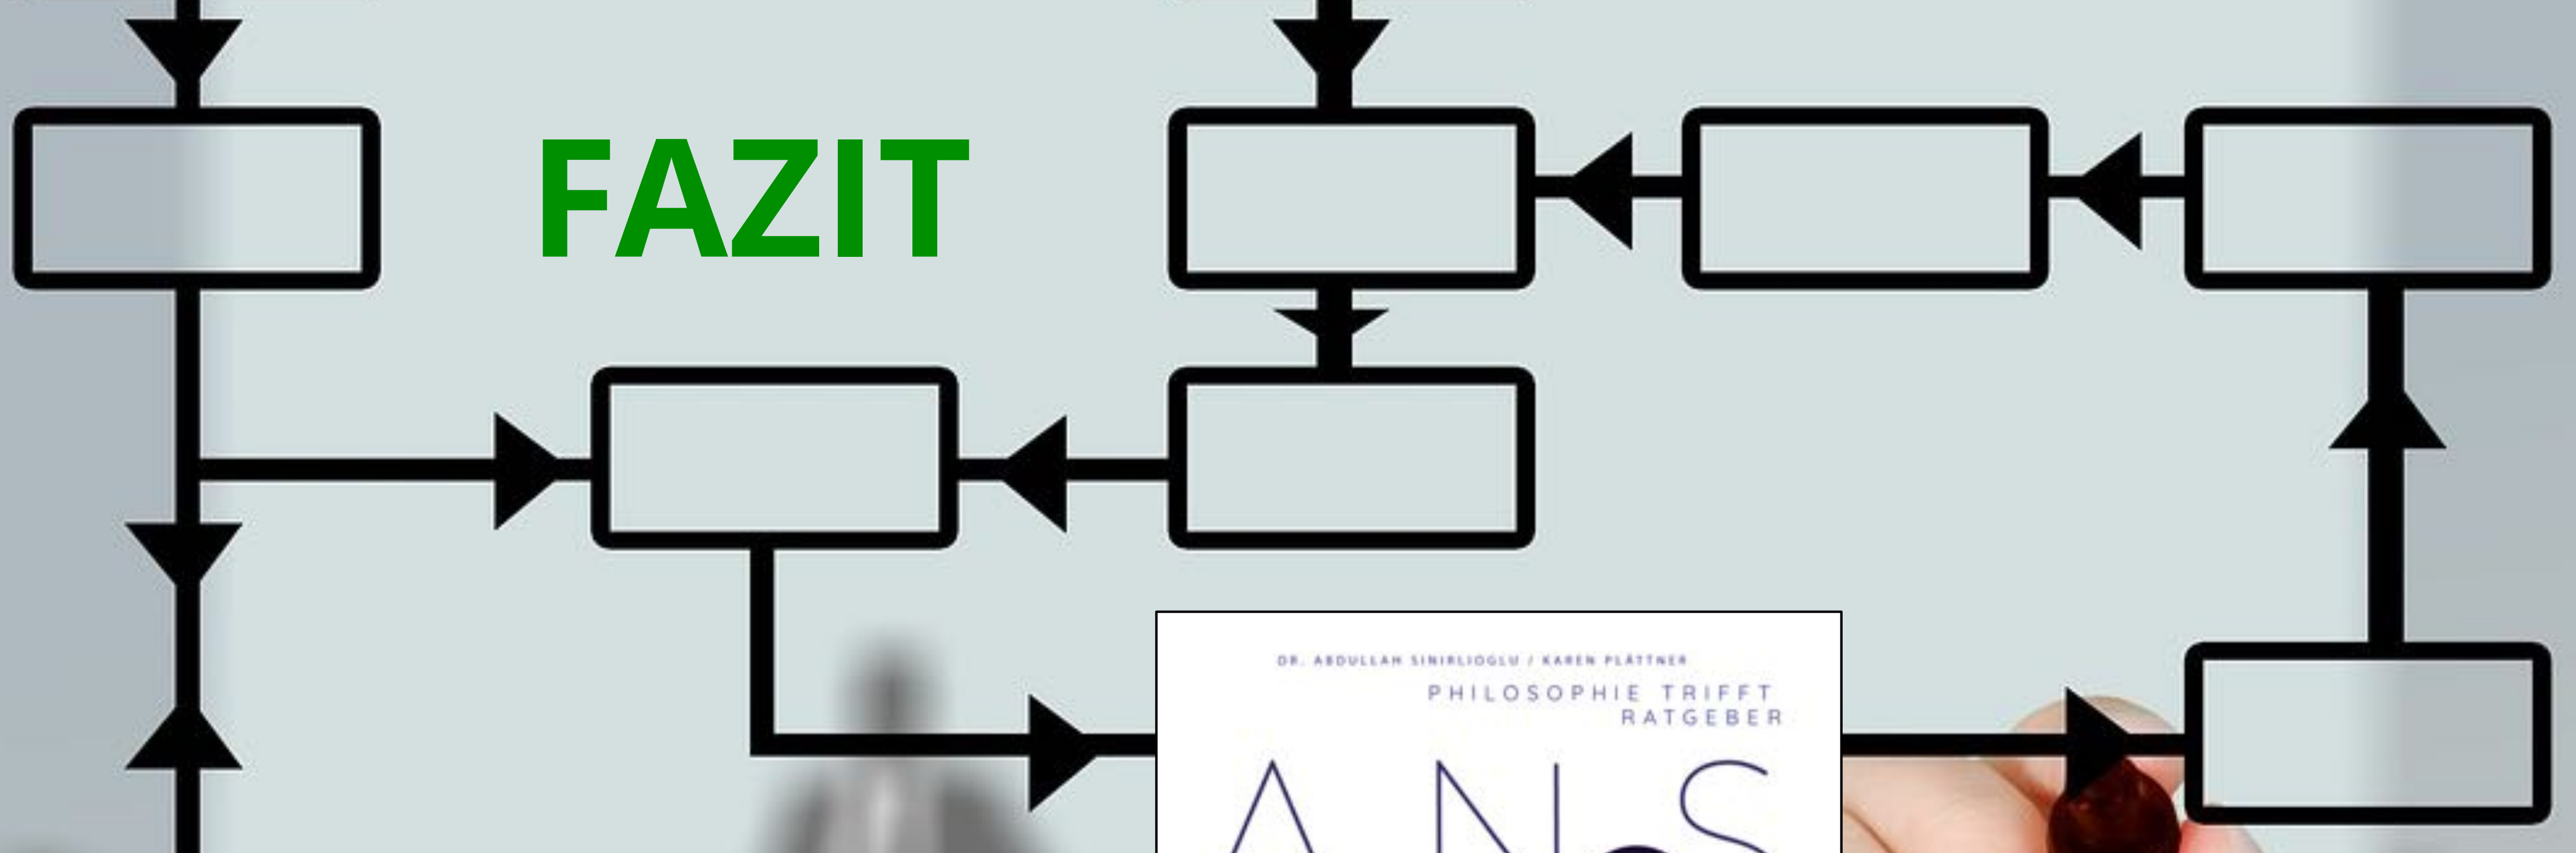 FAZIT
DR. ABDULLAH SINIRLIOGLU / KAREN PLÄTTNER
PHILOSOPHIE TRIFFT
RATGEBER
A N S